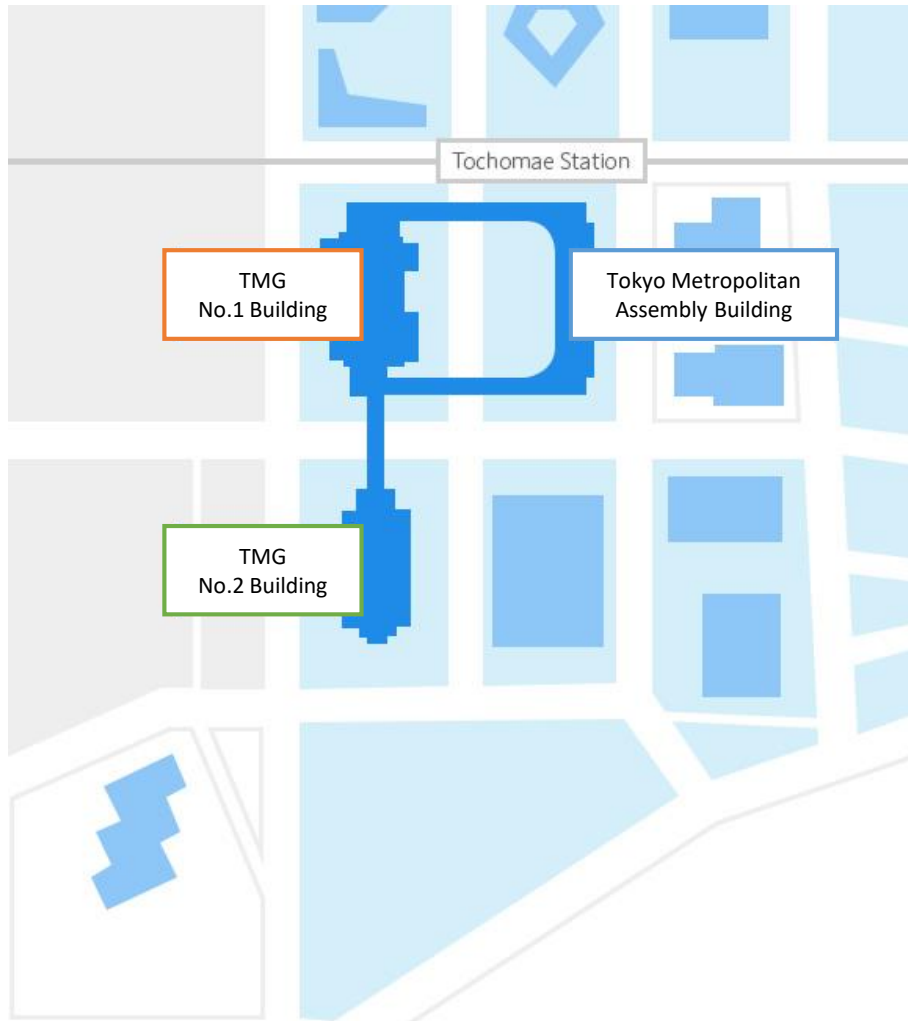 Tochomae Station
TMG
No.1 Building
Tokyo Metropolitan
Assembly Building
TMG
No.2 Building